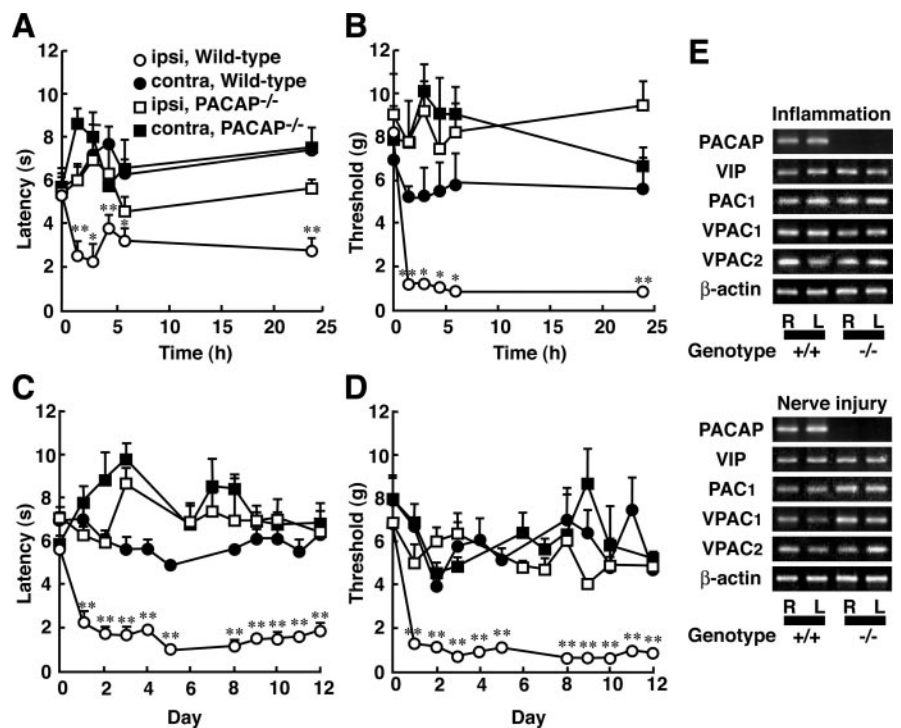 A
ipsi, Wild-type
contra, Wild-type
ipsi, PACAP-/-
contra, PACAP-/-
Latency (s)
12
10
8
6
4
2
0
** * ** * **
0 5 10 15 20 25
Time (h)
B
Threshold (g)
12
10
8
6
4
2
0
** * * * **
0 5 10 15 20 25
Time (h)
C
Latency (s)
12
10
8
6
4
2
0
** ** ** ** ** ** ** ** ** **
0 2 4 6 8 10 12
Day
D
Threshold (g)
12
10
8
6
4
2
0
** ** ** ** ** ** ** ** ** **
0 2 4 6 8 10 12
Day
E
Inflammation
PACAP
VIP
PAC1
VPAC1
VPAC2
β-actin
R L R L
Genotype +/+ -/-
Nerve injury
PACAP
VIP
PAC1
VPAC1
VPAC2
β-actin
R L R L
Genotype +/+ -/-